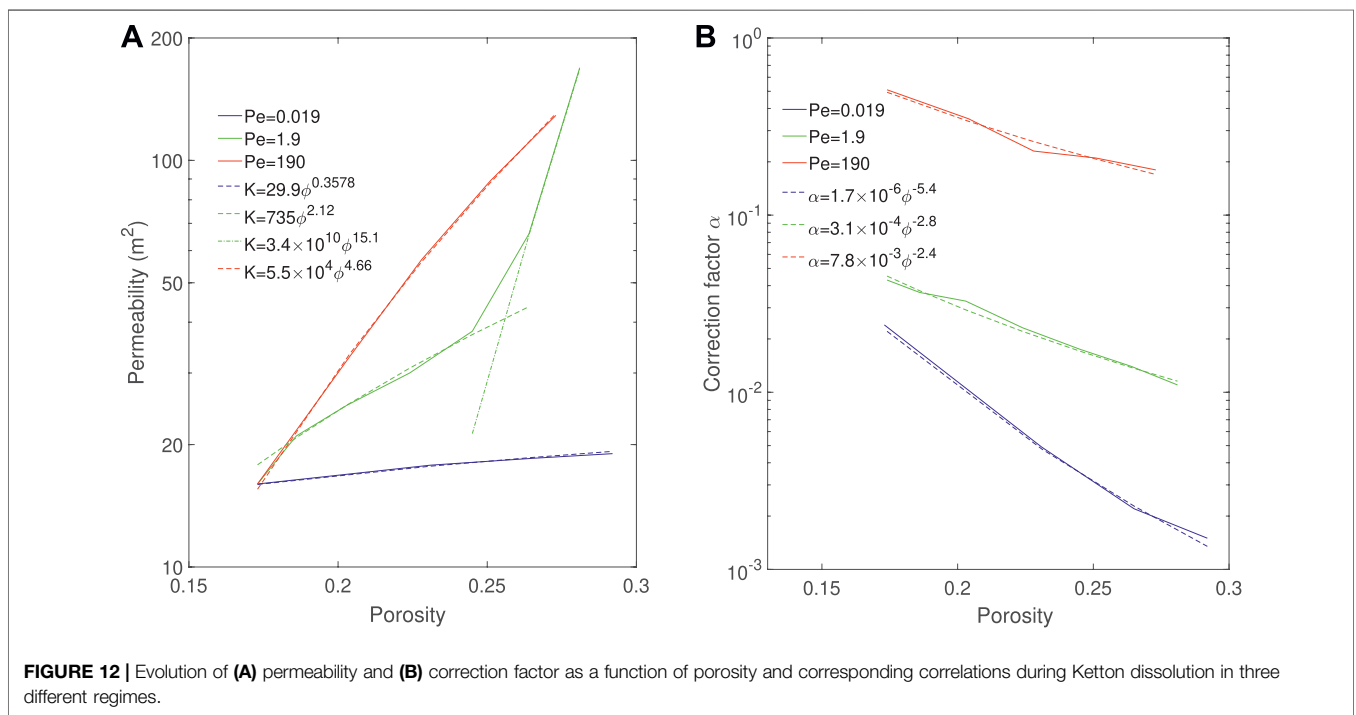 A
200
100
50
20
10
Permeability (m²)
Pe=0.019
Pe=1.9
Pe=190
K=29.9ϕ^0.3578
K=735ϕ^2.12
K=3.4×10^10ϕ^15.1
K=5.5×10^4ϕ^4.66
0.15
0.2
0.25
0.3
Porosity
B
10^0
10^-1
10^-2
10^-3
Correction factor α
Pe=0.019
Pe=1.9
Pe=190
α=1.7×10^-6ϕ^-5.4
α=3.1×10^-4ϕ^-2.8
α=7.8×10^-3ϕ^-2.4
0.15
0.2
0.25
0.3
Porosity
FIGURE 12 | Evolution of (A) permeability and (B) correction factor as a function of porosity and corresponding correlations during Ketton dissolution in three
different regimes.